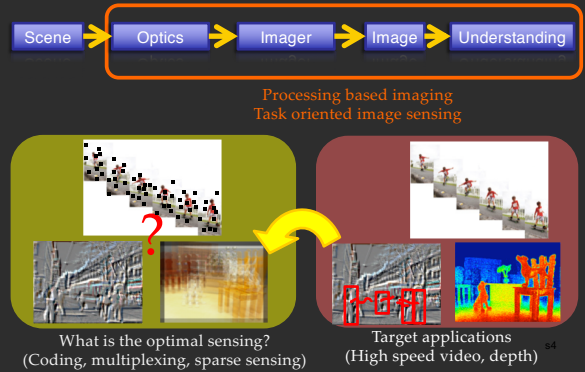 Scene Optics Imager Image Understanding
Processing based imaging
Task oriented image sensing
?
What is the optimal sensing?
(Coding, multiplexing, sparse sensing)
Target applications
(High speed video, depth)
s4